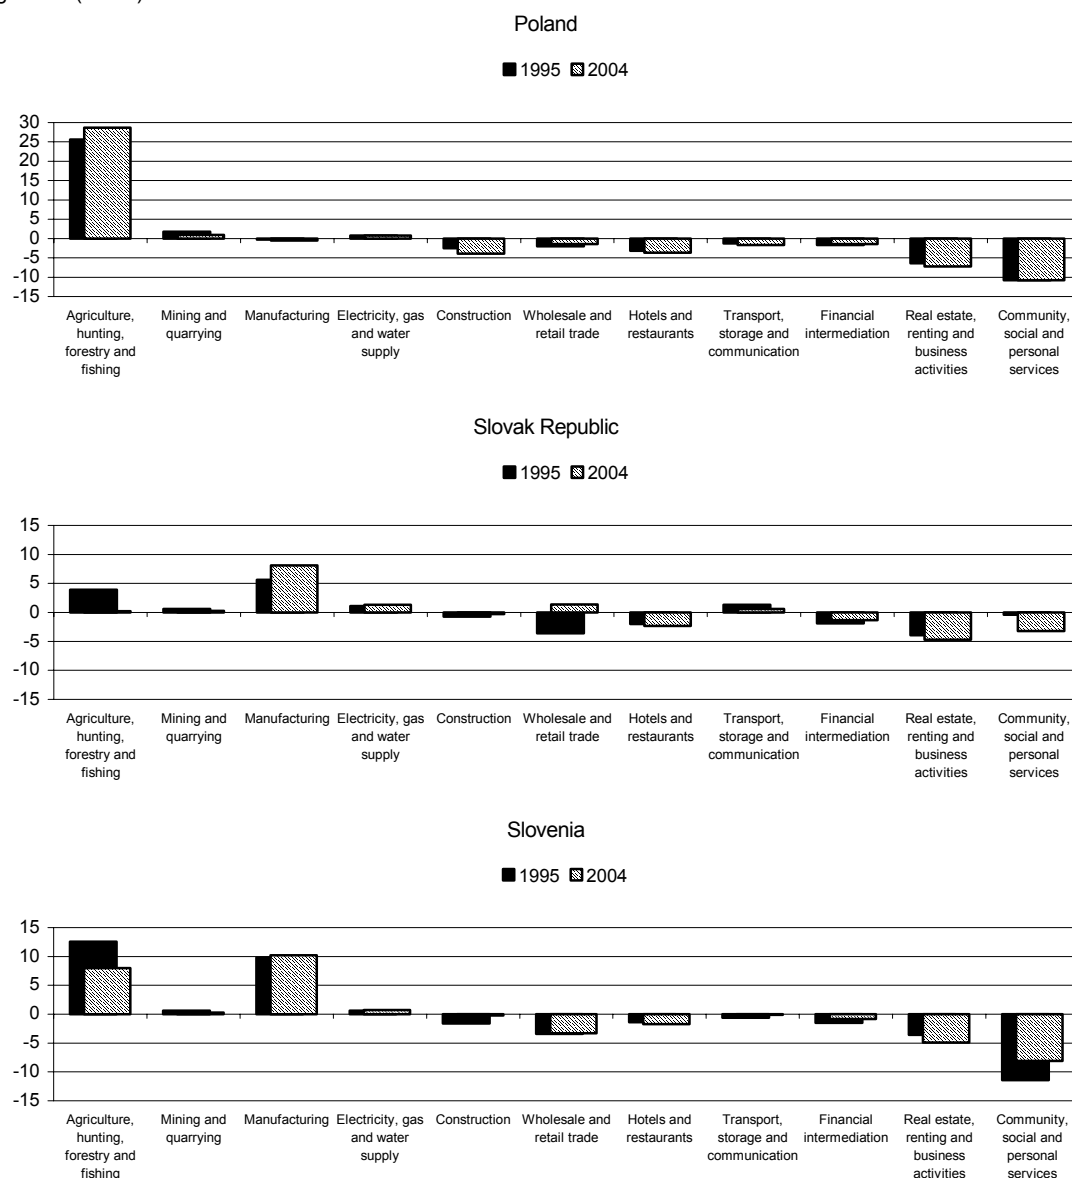 Poland
1995 2004
30
25
20
15
10
5
0
-5
-10
-15
Agriculture, hunting, forestry and fishing
Mining and quarrying
Manufacturing
Electricity, gas and water supply
Construction
Wholesale and retail trade
Hotels and restaurants
Transport, storage and communication
Financial intermediation
Real estate, renting and business activities
Community, social and personal services
Slovak Republic
1995 2004
15
10
5
0
-5
-10
-15
Agriculture, hunting, forestry and fishing
Mining and quarrying
Manufacturing
Electricity, gas and water supply
Construction
Wholesale and retail trade
Hotels and restaurants
Transport, storage and communication
Financial intermediation
Real estate, renting and business activities
Community, social and personal services
Slovenia
1995 2004
15
10
5
0
-5
-10
-15
Agriculture, hunting, forestry and fishing
Mining and quarrying
Manufacturing
Electricity, gas and water supply
Construction
Wholesale and retail trade
Hotels and restaurants
Transport, storage and communication
Financial intermediation
Real estate, renting and business activities
Community, social and personal services